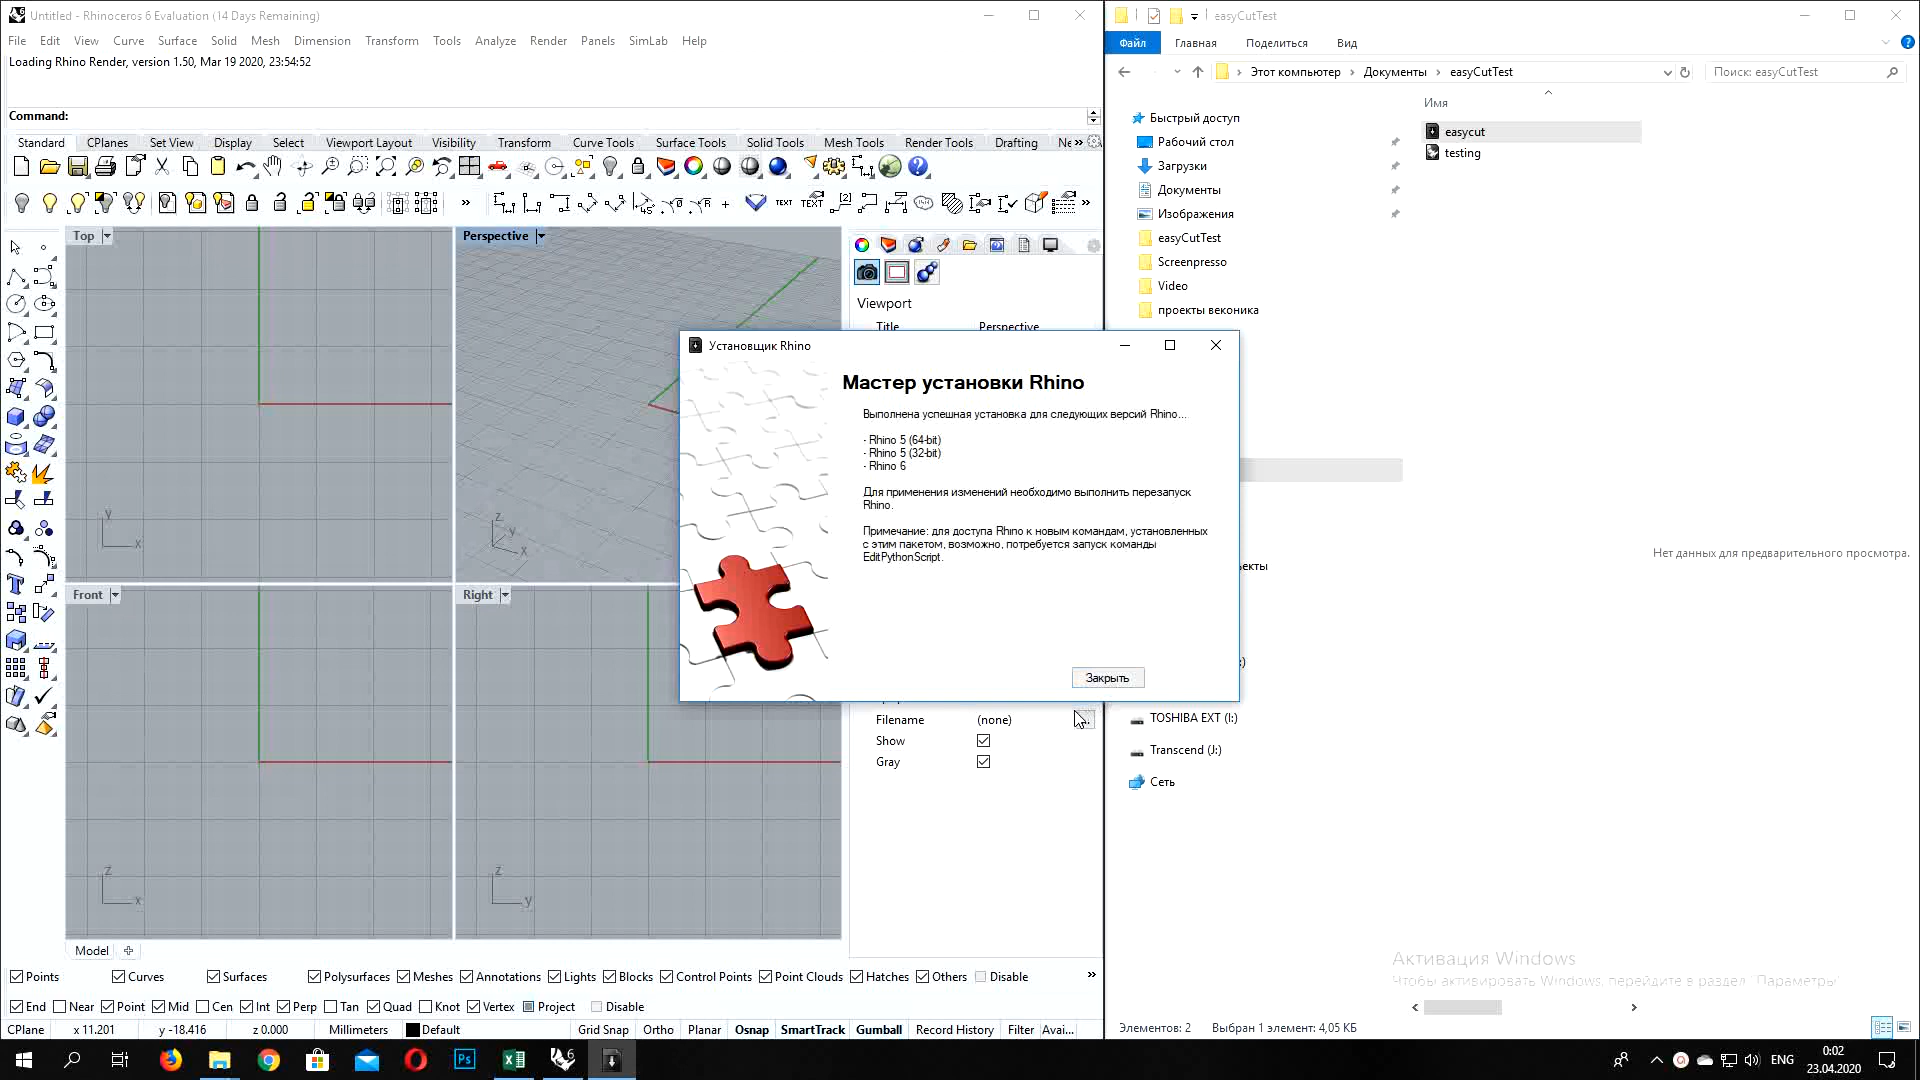 Untitled - Rhinoceros 6 Evaluation (14 Days Remaining)
File Edit View Curve Surface Solid Mesh Dimension Transform Tools Analyze Render Panels SimLab Help
Loading Rhino Render, version 1.50, Mar 19 2020, 23:54:52
Command:
Standard CPlanes Set View Display Select Viewport Layout Visibility Transform Curve Tools Surface Tools Solid Tools Mesh Tools Render Tools Drafting Ne
Top
Perspective
Viewport
Title Perspective
Front
Right
Filename (none)
Show
Gray
Model
Points Curves Surfaces Polysurfaces Meshes Annotations Lights Blocks Control Points Point Clouds Hatches Others Disable
End Near Point Mid Cen Int Perp Tan Quad Knot Vertex Project Disable
CPlane x 11.201 y -18.416 z 0.000 Millimeters Default Grid Snap Ortho Planar Osnap SmartTrack Gumball Record History Filter Avai...
Установщик Rhino
Мастер установки Rhino
Выполнена успешная установка для следующих версий Rhino...
- Rhino 5 (64-bit)
- Rhino 5 (32-bit)
- Rhino 6
Для применения изменений необходимо выполнить перезапуск
Rhino.
Примечание: для доступа Rhino к новым командам, установленных
с этим пакетом, возможно, потребуется запуск команды
EditPythonScript.
Закрыть
easyCutTest
Файл Главная Поделиться Вид
Этот компьютер Документы easyCutTest Поиск: easyCutTest
Имя
Быстрый доступ
Рабочий стол
Загрузки
Документы
Изображения
easyCutTest
Screenpresso
Video
проекты веконика
easycut
testing
Нет данных для предварительного просмотра.
TOSHIBA EXT (I:)
Transcend (J:)
Сеть
Активация Windows
Чтобы активировать Windows, перейдите в раздел "Параметры"
Элементов: 2 Выбран 1 элемент: 4,05 КБ
ENG
0:02
23.04.2020